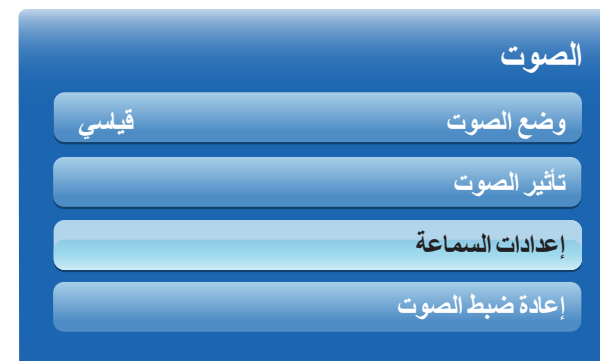 الصوت
وضع الصوت قياسي
تأثير الصوت
إعدادات السماعة
إعادة ضبط الصوت